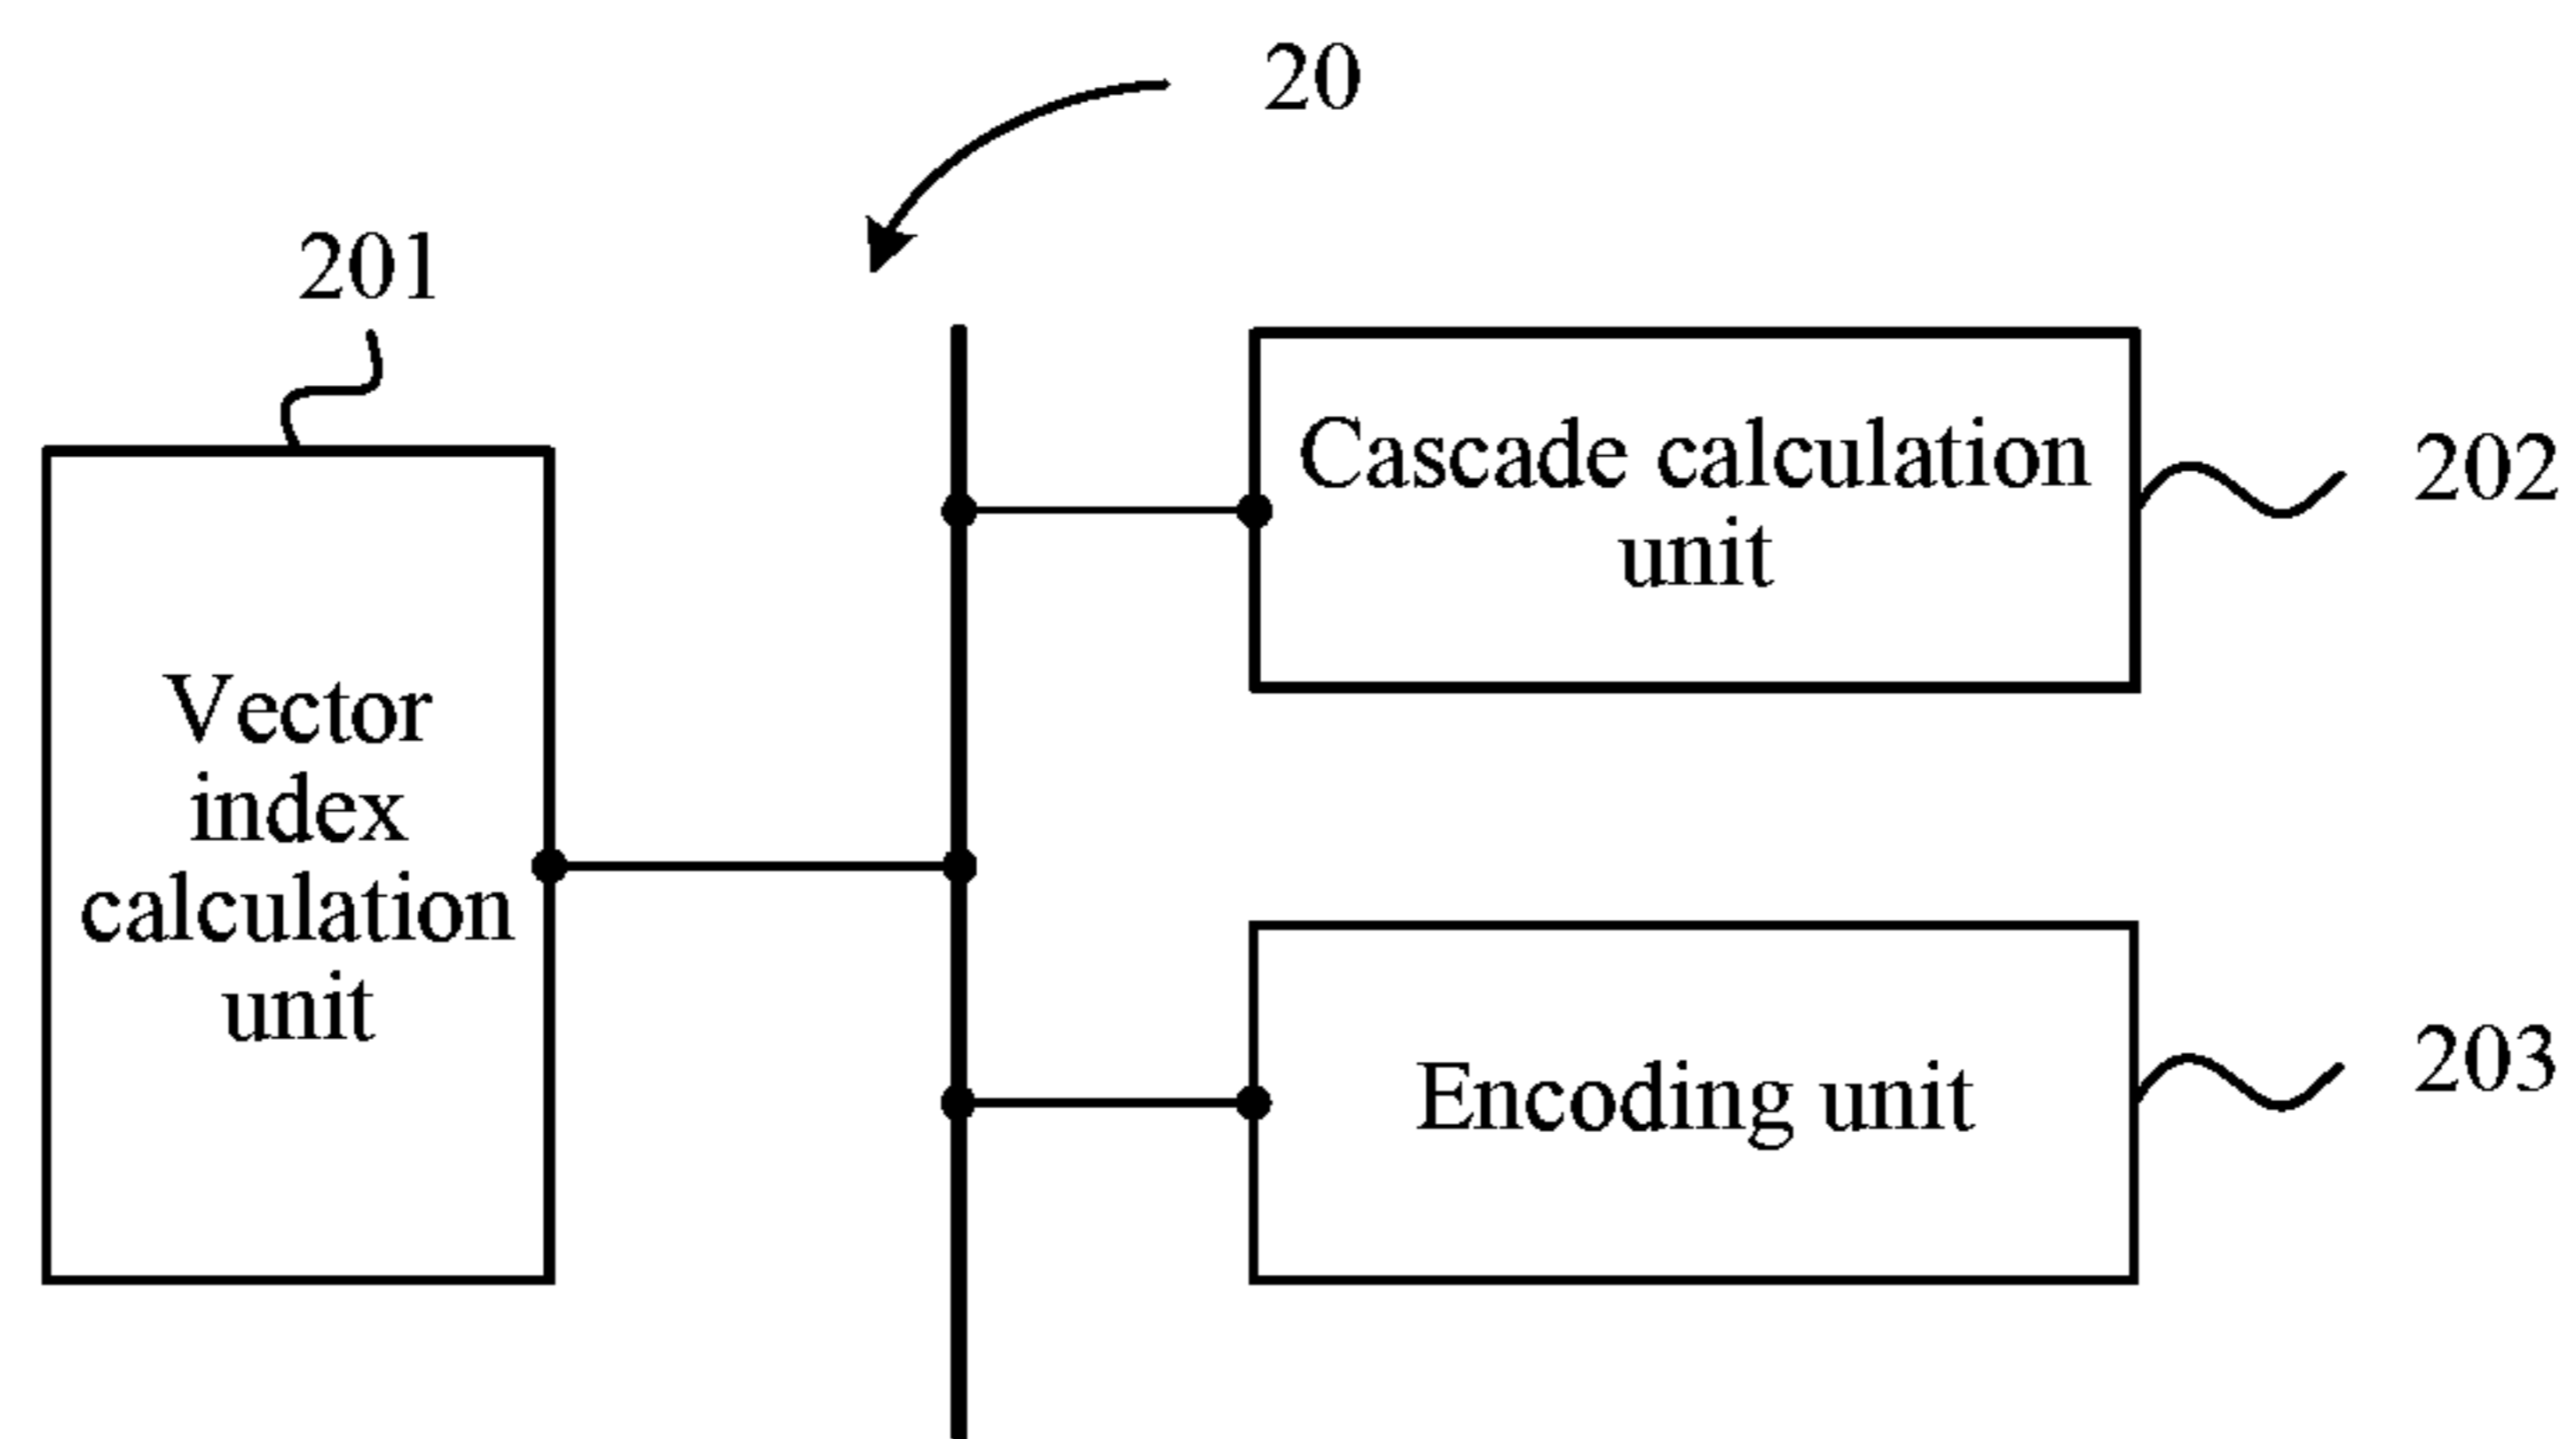 20
201
Cascade calculation
unit
202
Vector
index
calculation
unit
Encoding unit
203